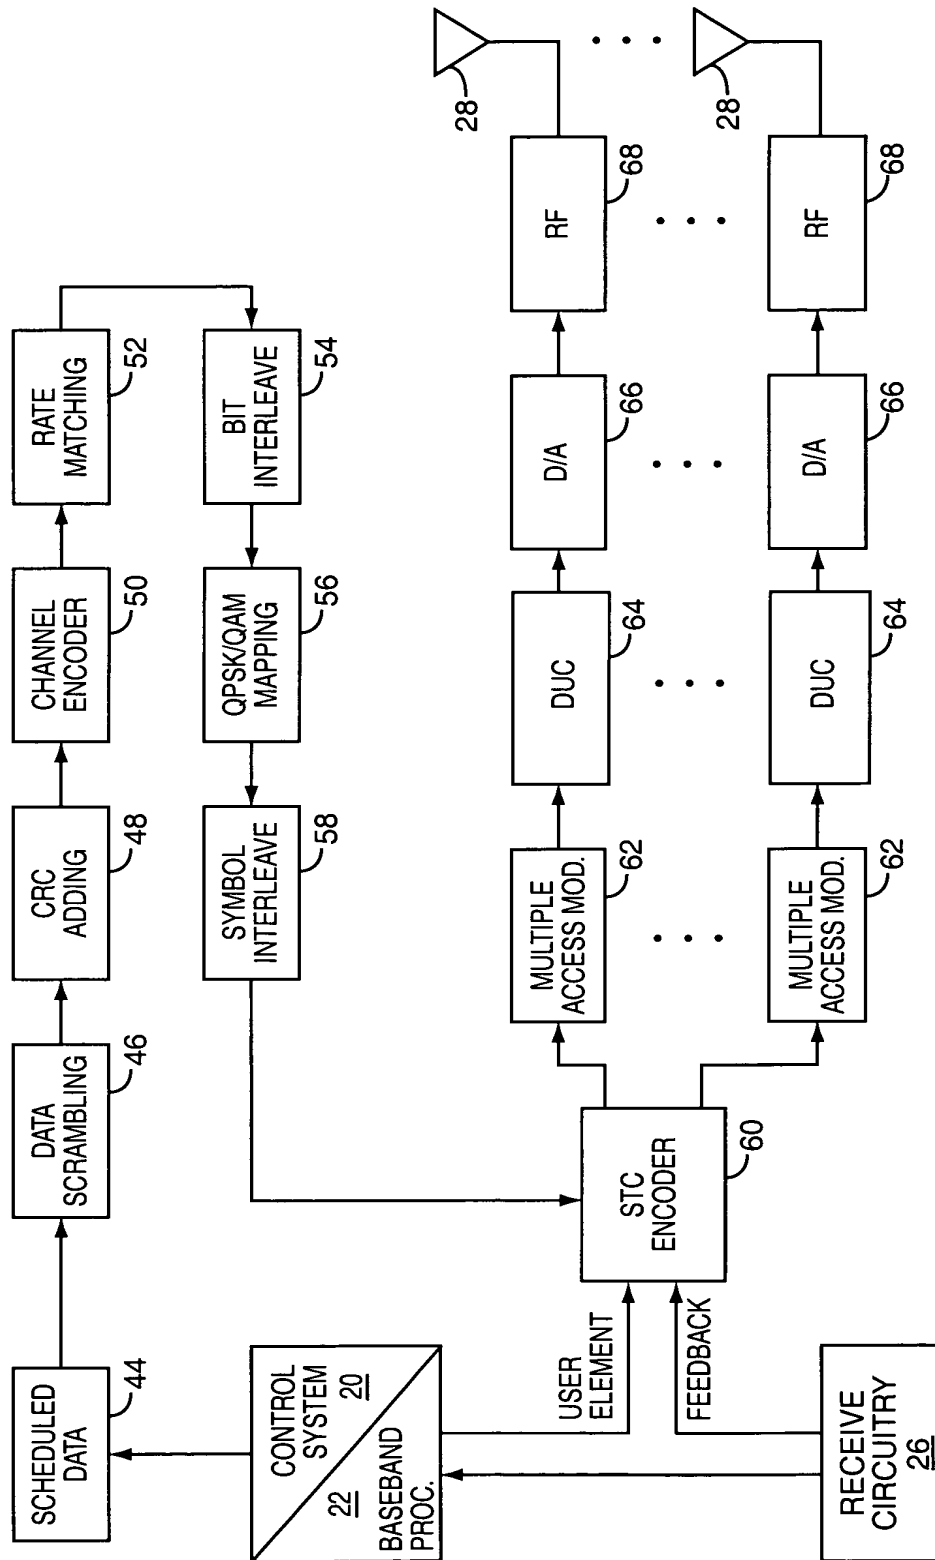 SCHEDULED
DATA
44
DATA
SCRAMBLING
46
CRC
ADDING
48
CHANNEL
ENCODER
50
RATE
MATCHING
52
BIT
INTERLEAVE
54
QPSK/QAM
MAPPING
56
SYMBOL
INTERLEAVE
58
CONTROL
SYSTEM
20
22
BASEBAND
PROC.
USER
ELEMENT
FEEDBACK
RECEIVE
CIRCUITRY
26
STC
ENCODER
60
MULTIPLE
ACCESS MOD.
62
DUC
64
D/A
66
RF
68
28
MULTIPLE
ACCESS MOD.
62
DUC
64
D/A
66
RF
68
28